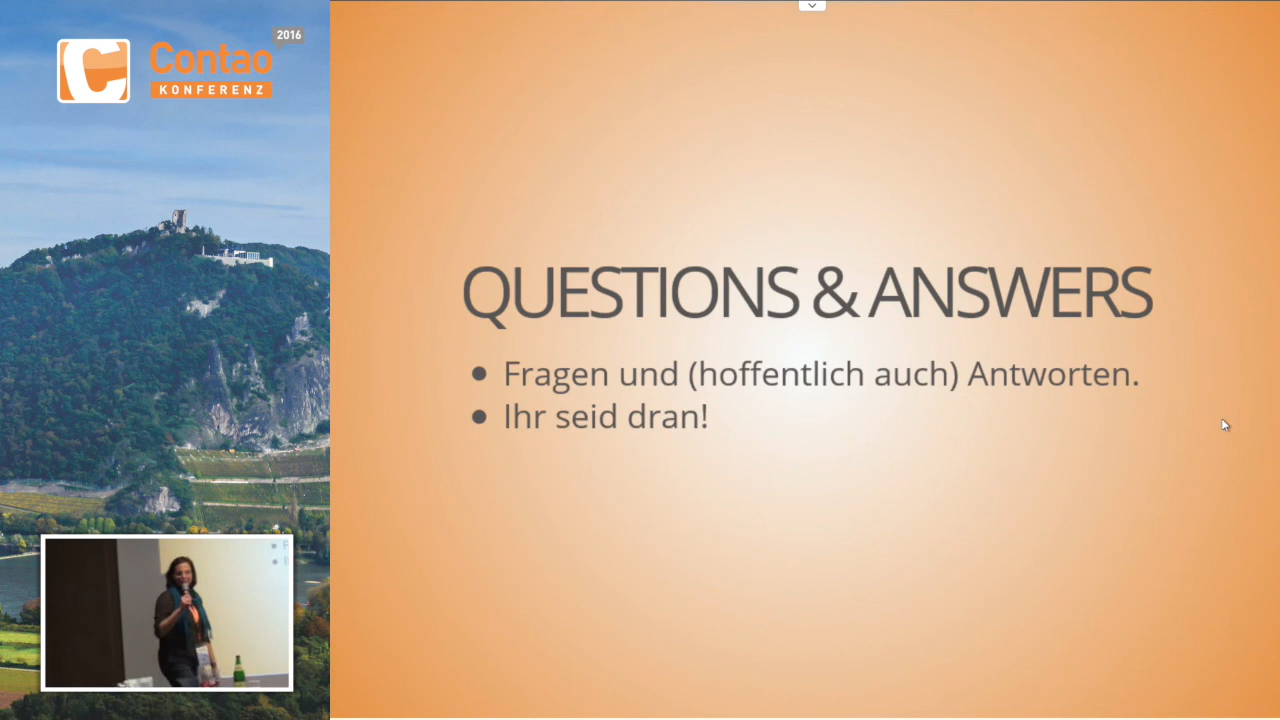 2016
Contao
KONFERENZ
QUESTIONS & ANSWERS
• Fragen und (hoffentlich auch) Antworten.
• Ihr seid dran!